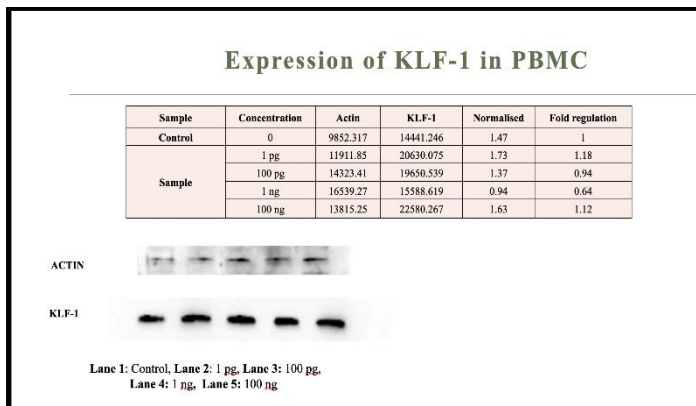 Expression of KLF-1 in PBMC
Sample Concentration Actin KLF-1 Normalised Fold regulation
Control 0 9852.317 14441.246 1.47 1
Sample
1 pg 11911.85 20630.075 1.73 1.18
100 pg 14323.41 19650.539 1.37 0.94
1 ng 16539.27 15588.619 0.94 0.64
100 ng 13815.25 22580.267 1.63 1.12
ACTIN
KLF-1
Lane 1: Control, Lane 2: 1 pg, Lane 3: 100 pg,
Lane 4: 1 ng, Lane 5: 100 ng